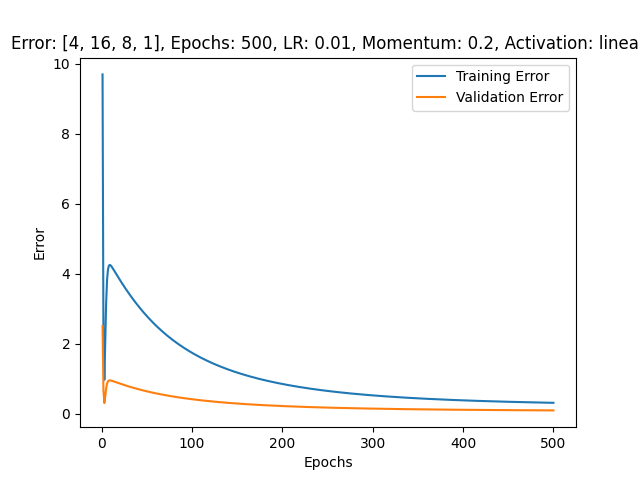 Error: [4, 16, 8, 1], Epochs: 500, LR: 0.01, Momentum: 0.2, Activation: linea
Training Error
Validation Error
10
8
6
4
2
0
Error
0 100 200 300 400 500
Epochs